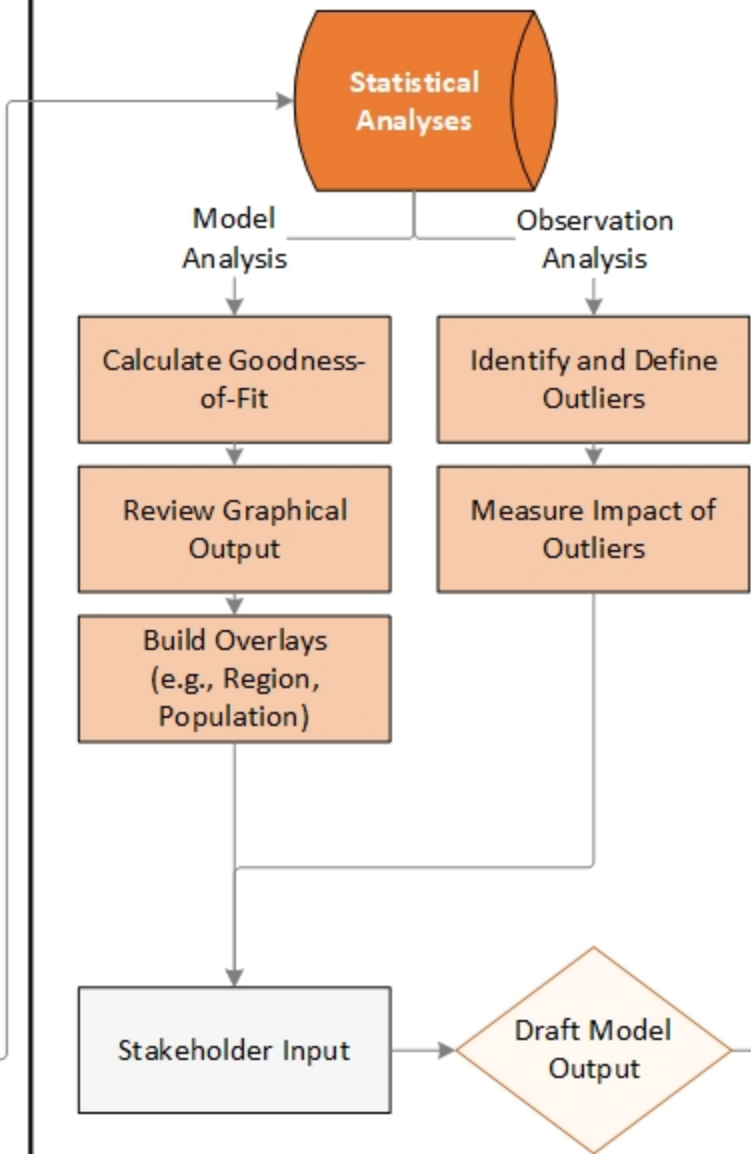 Statistical
Analyses
Model
Analysis
Observation
Analysis
Calculate Goodness-
of-Fit
Identify and Define
Outliers
Review Graphical
Output
Measure Impact of
Outliers
Build Overlays
(e.g., Region,
Population)
Stakeholder Input
Draft Model
Output